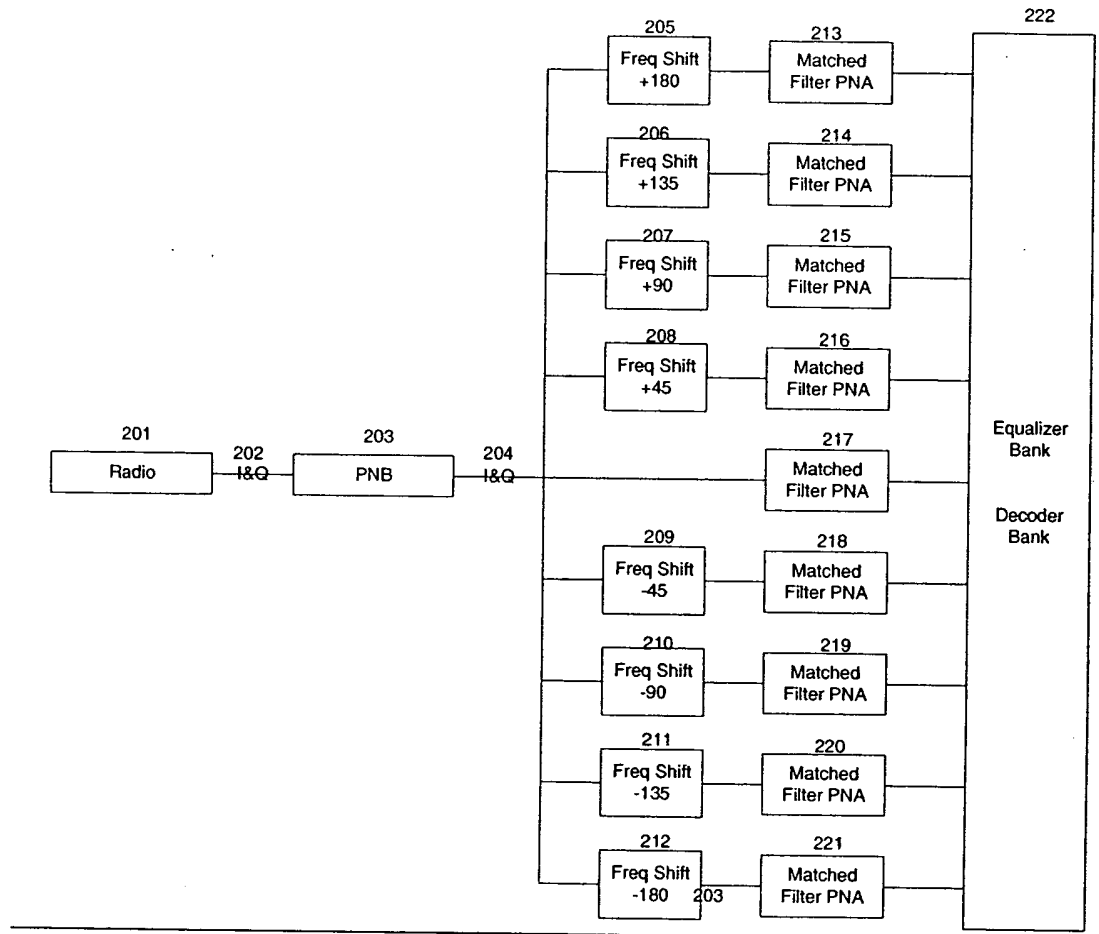 222
205
213
Freq Shift
+180
Matched
Filter PNA
206
214
Freq Shift
+135
Matched
Filter PNA
207
215
Freq Shift
+90
Matched
Filter PNA
208
216
Freq Shift
+45
Matched
Filter PNA
201
202
203
204
217
Radio
I&Q
PNB
I&Q
Matched
Filter PNA
Equalizer
Bank
Decoder
Bank
209
218
Freq Shift
-45
Matched
Filter PNA
210
219
Freq Shift
-90
Matched
Filter PNA
211
220
Freq Shift
-135
Matched
Filter PNA
212
221
Freq Shift
-180
203
Matched
Filter PNA